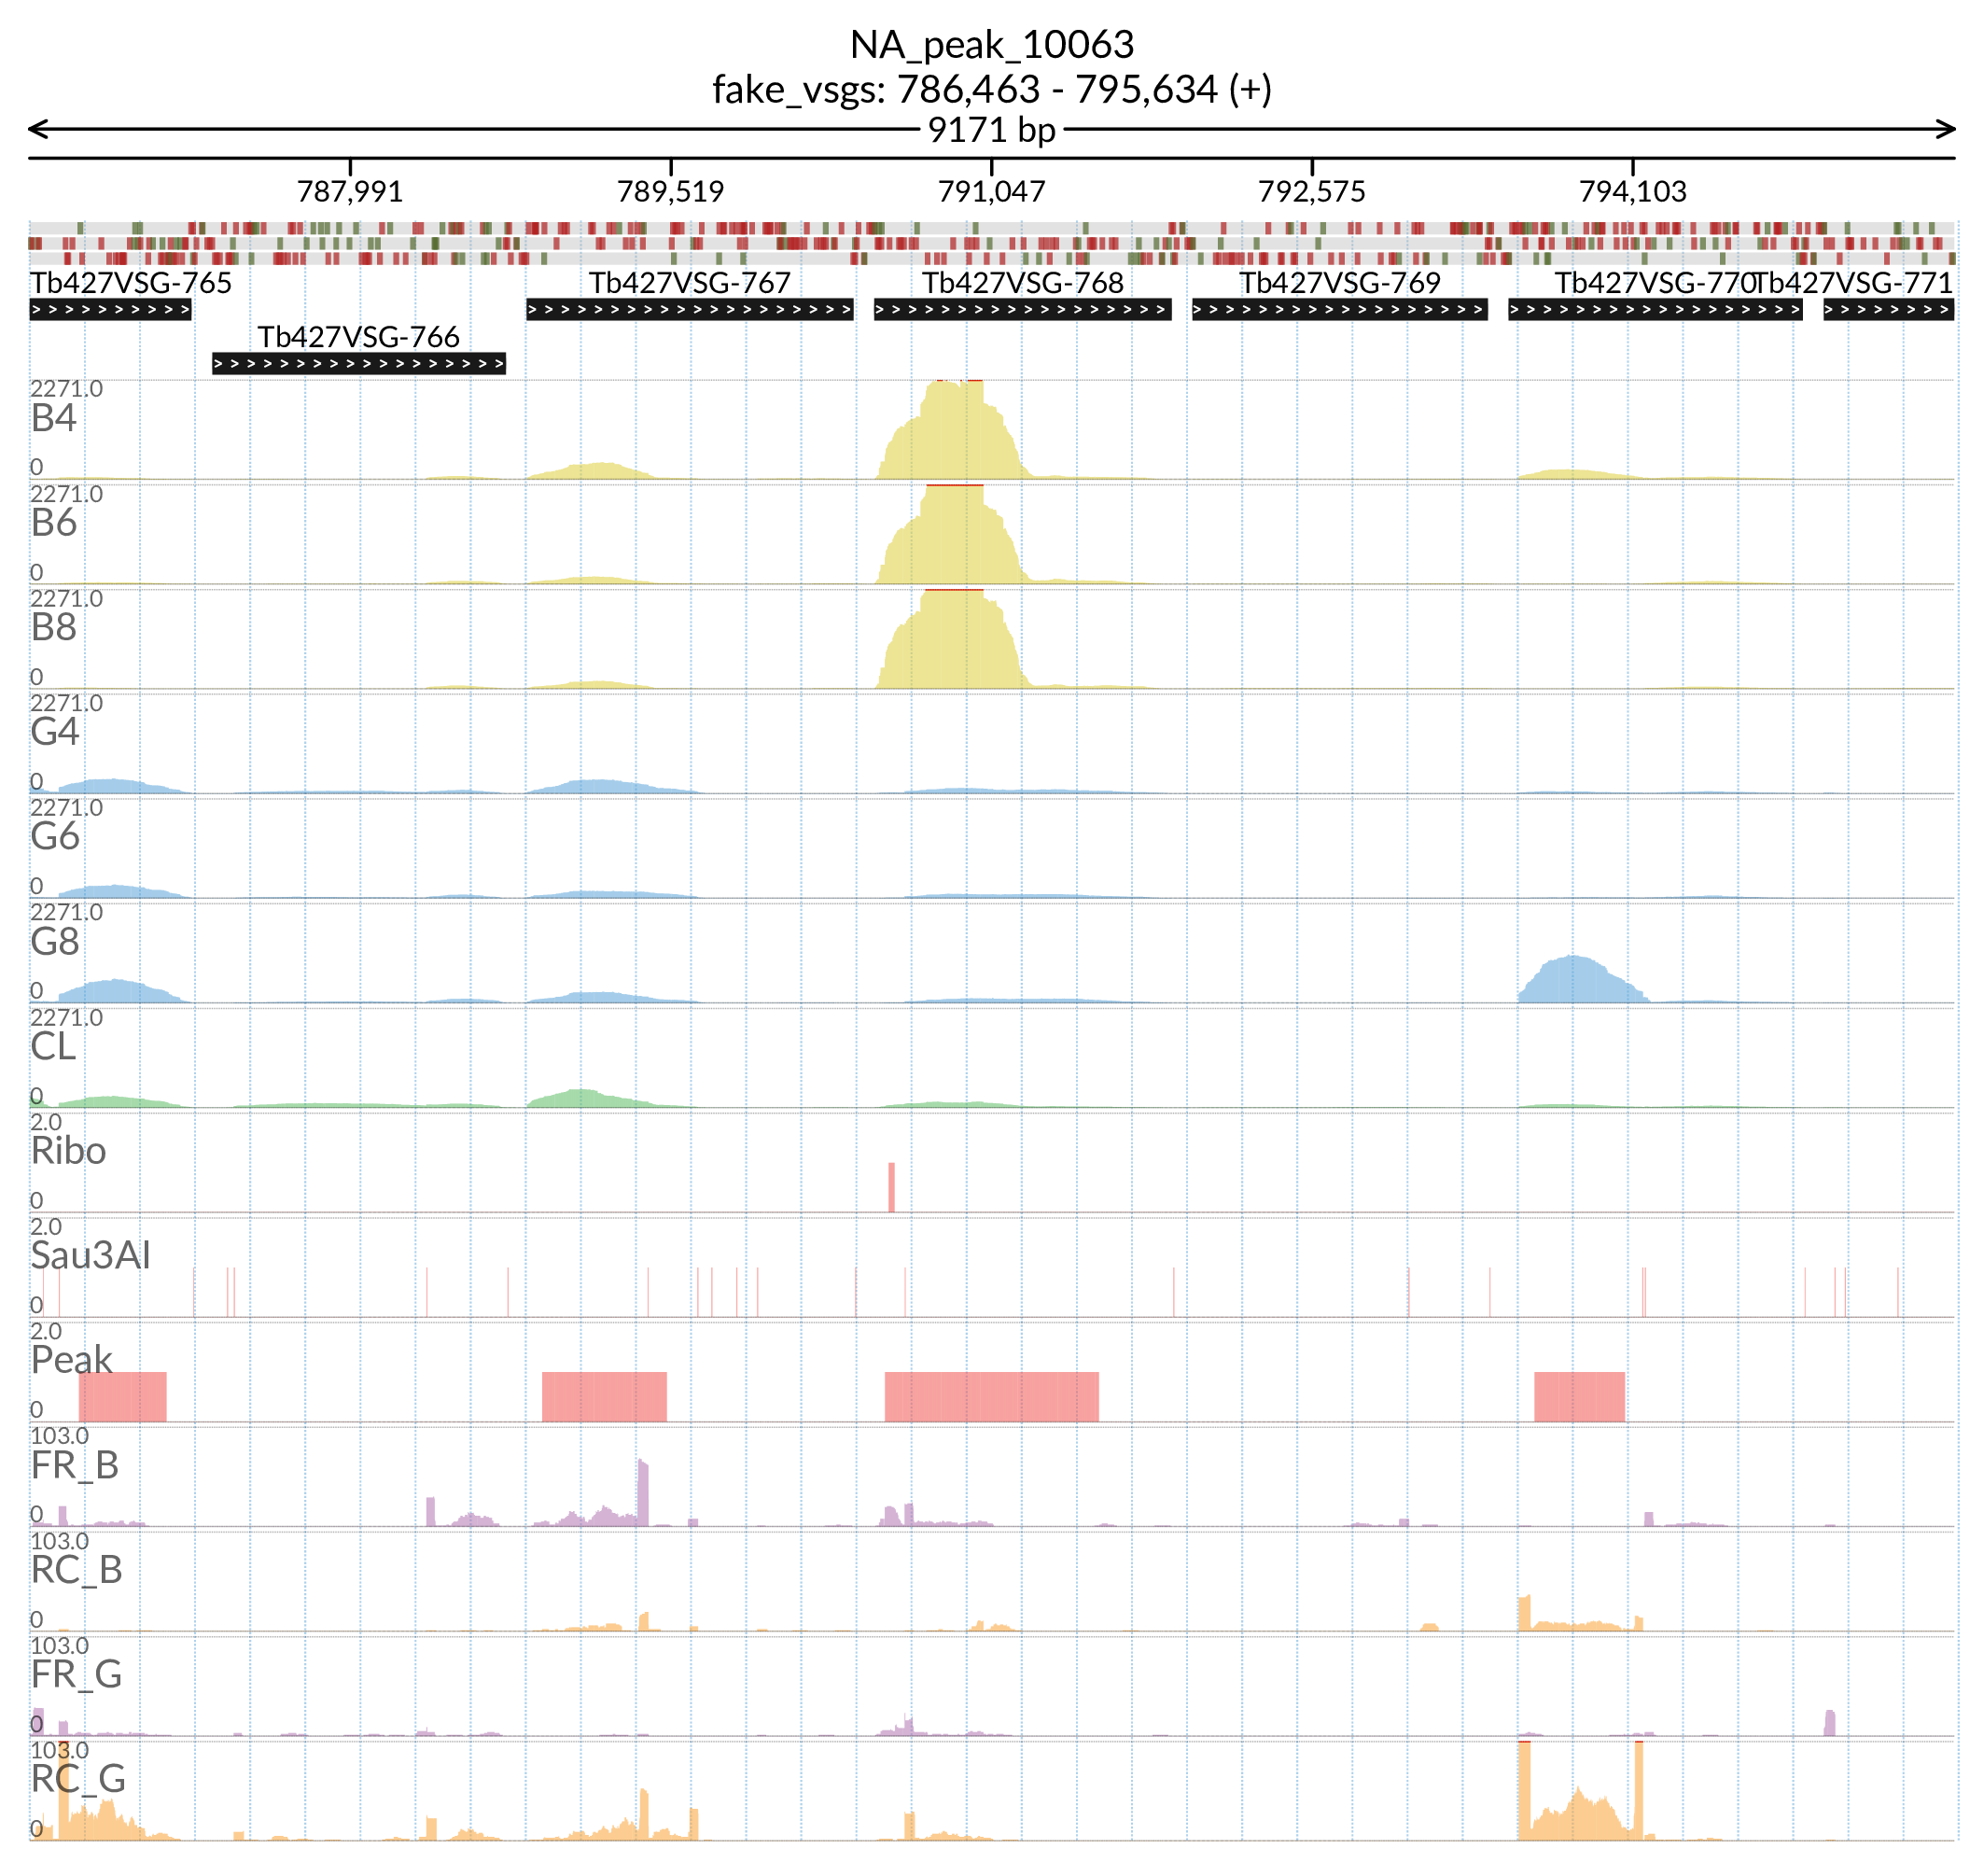 NA_peak_10063
fake_vsgs: 786,463 - 795,634 (+)
9171 bp
787,991 789,519 791,047 792,575 794,103
Tb427VSG-765 Tb427VSG-767 Tb427VSG-768 Tb427VSG-769 Tb427VSG-770 Tb427VSG-771
Tb427VSG-766
2271.0
B4
0
2271.0
B6
0
2271.0
B8
0
2271.0
G4
0
2271.0
G6
0
2271.0
G8
0
2271.0
CL
0
2.0
Ribo
0
2.0
Sau3AI
0
2.0
Peak
0
103.0
FR_B
0
103.0
RC_B
0
103.0
FR_G
0
103.0
RC_G
0